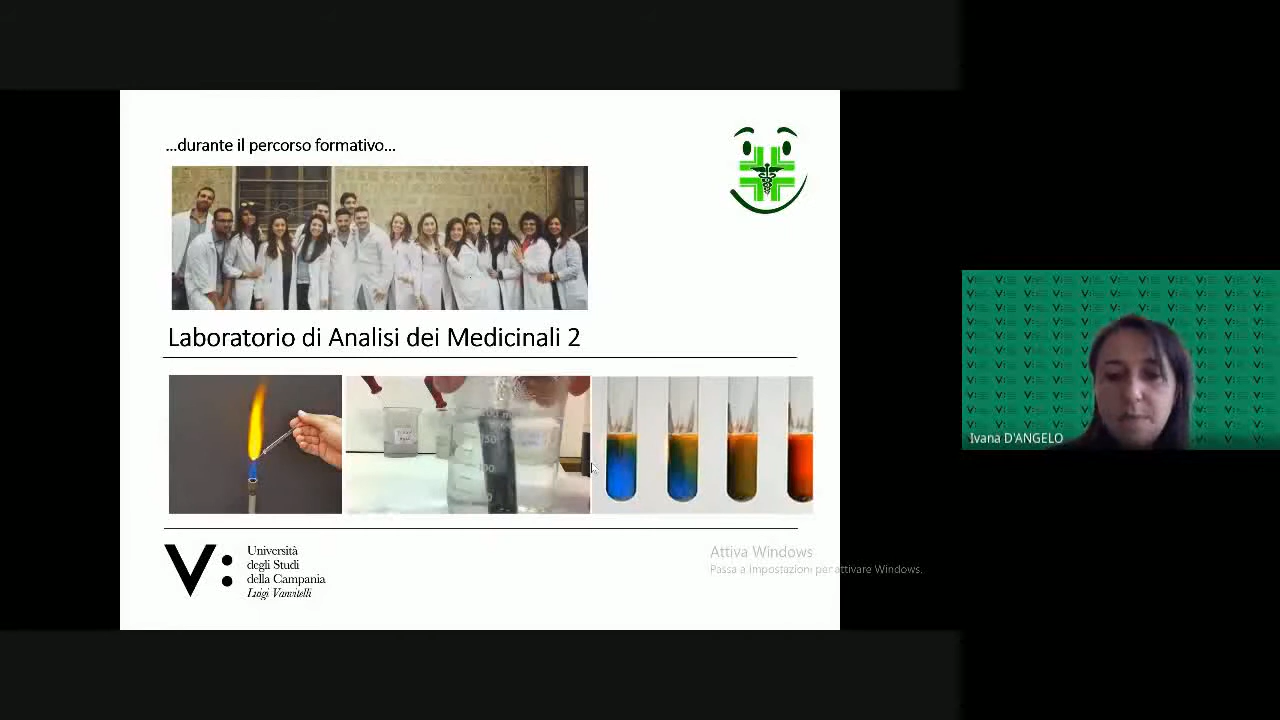 ...durante il percorso formativo...
Laboratorio di Analisi dei Medicinali 2
Università
degli Studi
della Campania
Luigi Vanvitelli
V:
Attiva Windows
Passa a Impostazioni per attivare Windows.
Ivana D'ANGELO